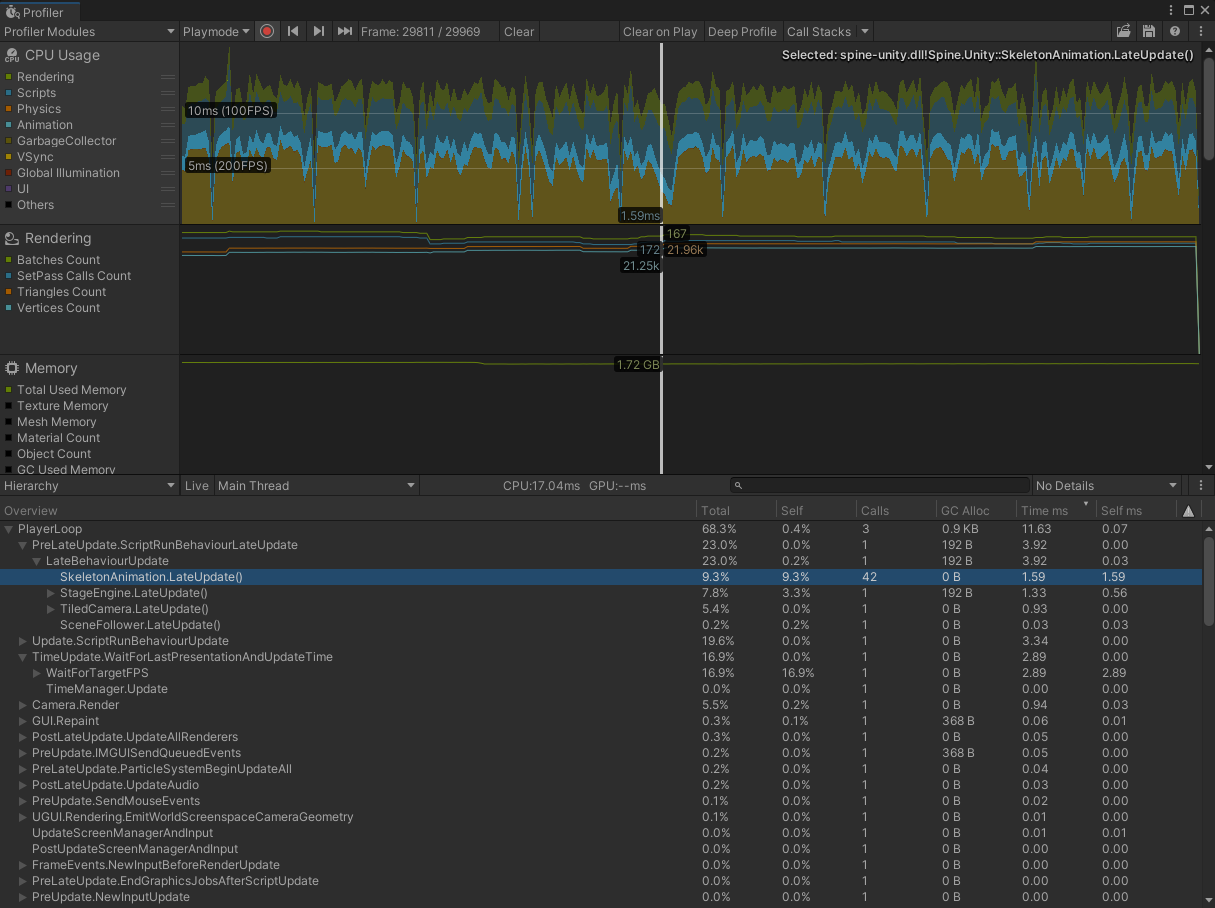 Profiler
Profiler Modules Playmode Frame: 29811 / 29969 Clear Clear on Play Deep Profile Call Stacks
CPU Usage
Selected: spine-unity.dll!Spine.Unity::SkeletonAnimation.LateUpdate()
CPU
Rendering
Scripts
Physics
Animation
GarbageCollector
VSync
Global Illumination
UI
Others
10ms (100FPS)
5ms (200FPS)
1.59ms
Rendering
Batches Count
SetPass Calls Count
Triangles Count
Vertices Count
167
172 21.96k
21.25k
Memory
Total Used Memory
Texture Memory
Mesh Memory
Material Count
Object Count
GC Used Memory
1.72 GB
Hierarchy Live Main Thread CPU:17.04ms GPU:--ms No Details
Overview Total Self Calls GC Alloc Time ms Self ms
PlayerLoop 68.3% 0.4% 3 0.9 KB 11.63 0.07
PreLateUpdate.ScriptRunBehaviourLateUpdate 23.0% 0.0% 1 192 B 3.92 0.00
LateBehaviourUpdate 23.0% 0.2% 1 192 B 3.92 0.03
SkeletonAnimation.LateUpdate() 9.3% 9.3% 42 0 B 1.59 1.59
StageEngine.LateUpdate() 7.8% 3.3% 1 192 B 1.33 0.56
TiledCamera.LateUpdate() 5.4% 0.0% 1 0 B 0.93 0.00
SceneFollower.LateUpdate() 0.2% 0.2% 1 0 B 0.03 0.03
Update.ScriptRunBehaviourUpdate 19.6% 0.0% 1 0 B 3.34 0.00
TimeUpdate.WaitForLastPresentationAndUpdateTime 16.9% 0.0% 1 0 B 2.89 0.00
WaitForTargetFPS 16.9% 16.9% 1 0 B 2.89 2.89
TimeManager.Update 0.0% 0.0% 1 0 B 0.00 0.00
Camera.Render 5.5% 0.2% 1 0 B 0.94 0.03
GUI.Repaint 0.3% 0.1% 1 368 B 0.06 0.01
PostLateUpdate.UpdateAllRenderers 0.3% 0.0% 1 0 B 0.05 0.00
PreUpdate.IMGUISendQueuedEvents 0.2% 0.0% 1 368 B 0.05 0.00
PreLateUpdate.ParticleSystemBeginUpdateAll 0.2% 0.0% 1 0 B 0.04 0.00
PostLateUpdate.UpdateAudio 0.2% 0.0% 1 0 B 0.03 0.00
PreUpdate.SendMouseEvents 0.1% 0.0% 1 0 B 0.02 0.00
UGUI.Rendering.EmitWorldScreenspaceCameraGeometry 0.1% 0.0% 1 0 B 0.01 0.00
UpdateScreenManagerAndInput 0.0% 0.0% 1 0 B 0.01 0.01
PostUpdateScreenManagerAndInput 0.0% 0.0% 1 0 B 0.00 0.00
FrameEvents.NewInputBeforeRenderUpdate 0.0% 0.0% 1 0 B 0.00 0.00
PreLateUpdate.EndGraphicsJobsAfterScriptUpdate 0.0% 0.0% 1 0 B 0.00 0.00
PreUpdate.NewInputUpdate 0.0% 0.0% 1 0 B 0.00 0.00